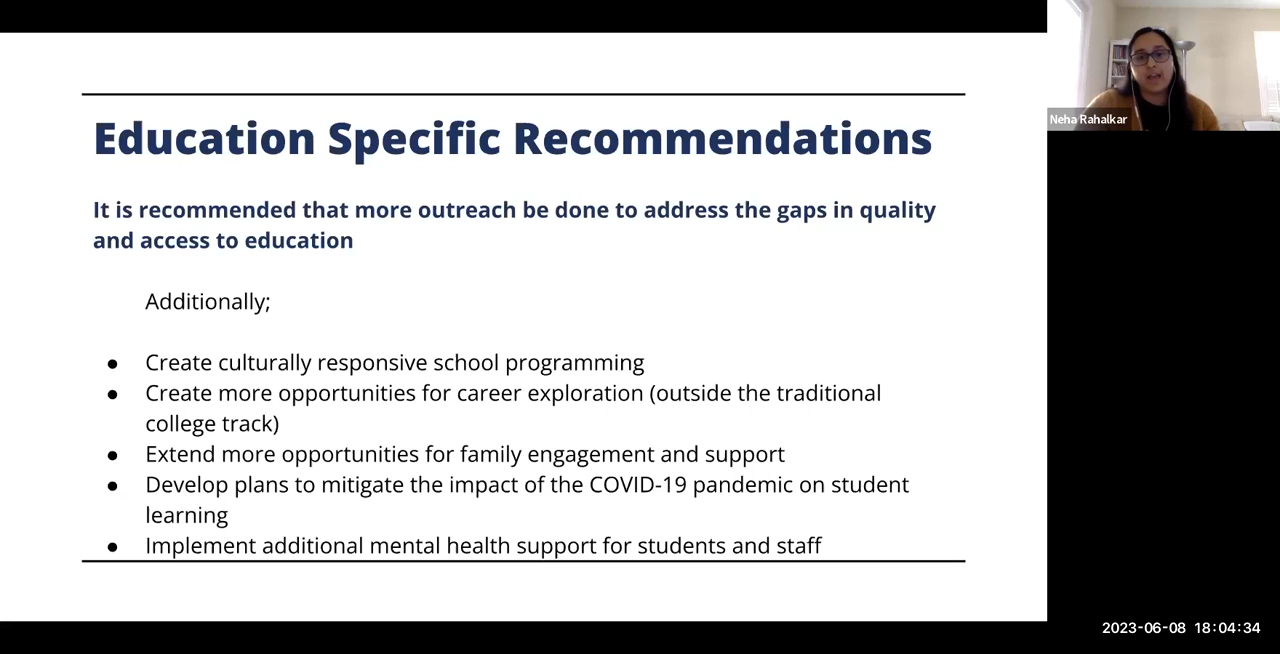 Education Specific Recommendations
It is recommended that more outreach be done to address the gaps in quality
and access to education
Additionally;
● Create culturally responsive school programming
● Create more opportunities for career exploration (outside the traditional
college track)
● Extend more opportunities for family engagement and support
● Develop plans to mitigate the impact of the COVID-19 pandemic on student
learning
● Implement additional mental health support for students and staff
Neha Rahalkar
2023-06-08 18:04:34